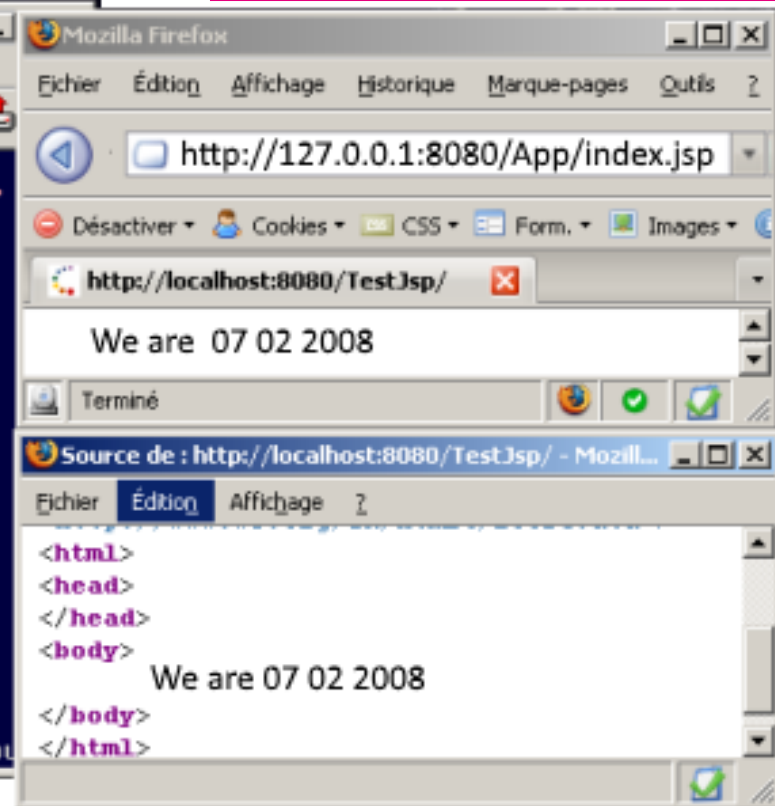 Mozilla Firefox
Fichier Édition Affichage Historique Marque-pages Outils ?
http://127.0.0.1:8080/App/index.jsp
Désactiver Cookies CSS Form. Images
http://localhost:8080/TestJsp/
We are 07 02 2008
Terminé
Source de : http://localhost:8080/TestJsp/ - Mozill...
Fichier Édition Affichage ?
<html>
<head>
</head>
<body>
We are 07 02 2008
</body>
</html>